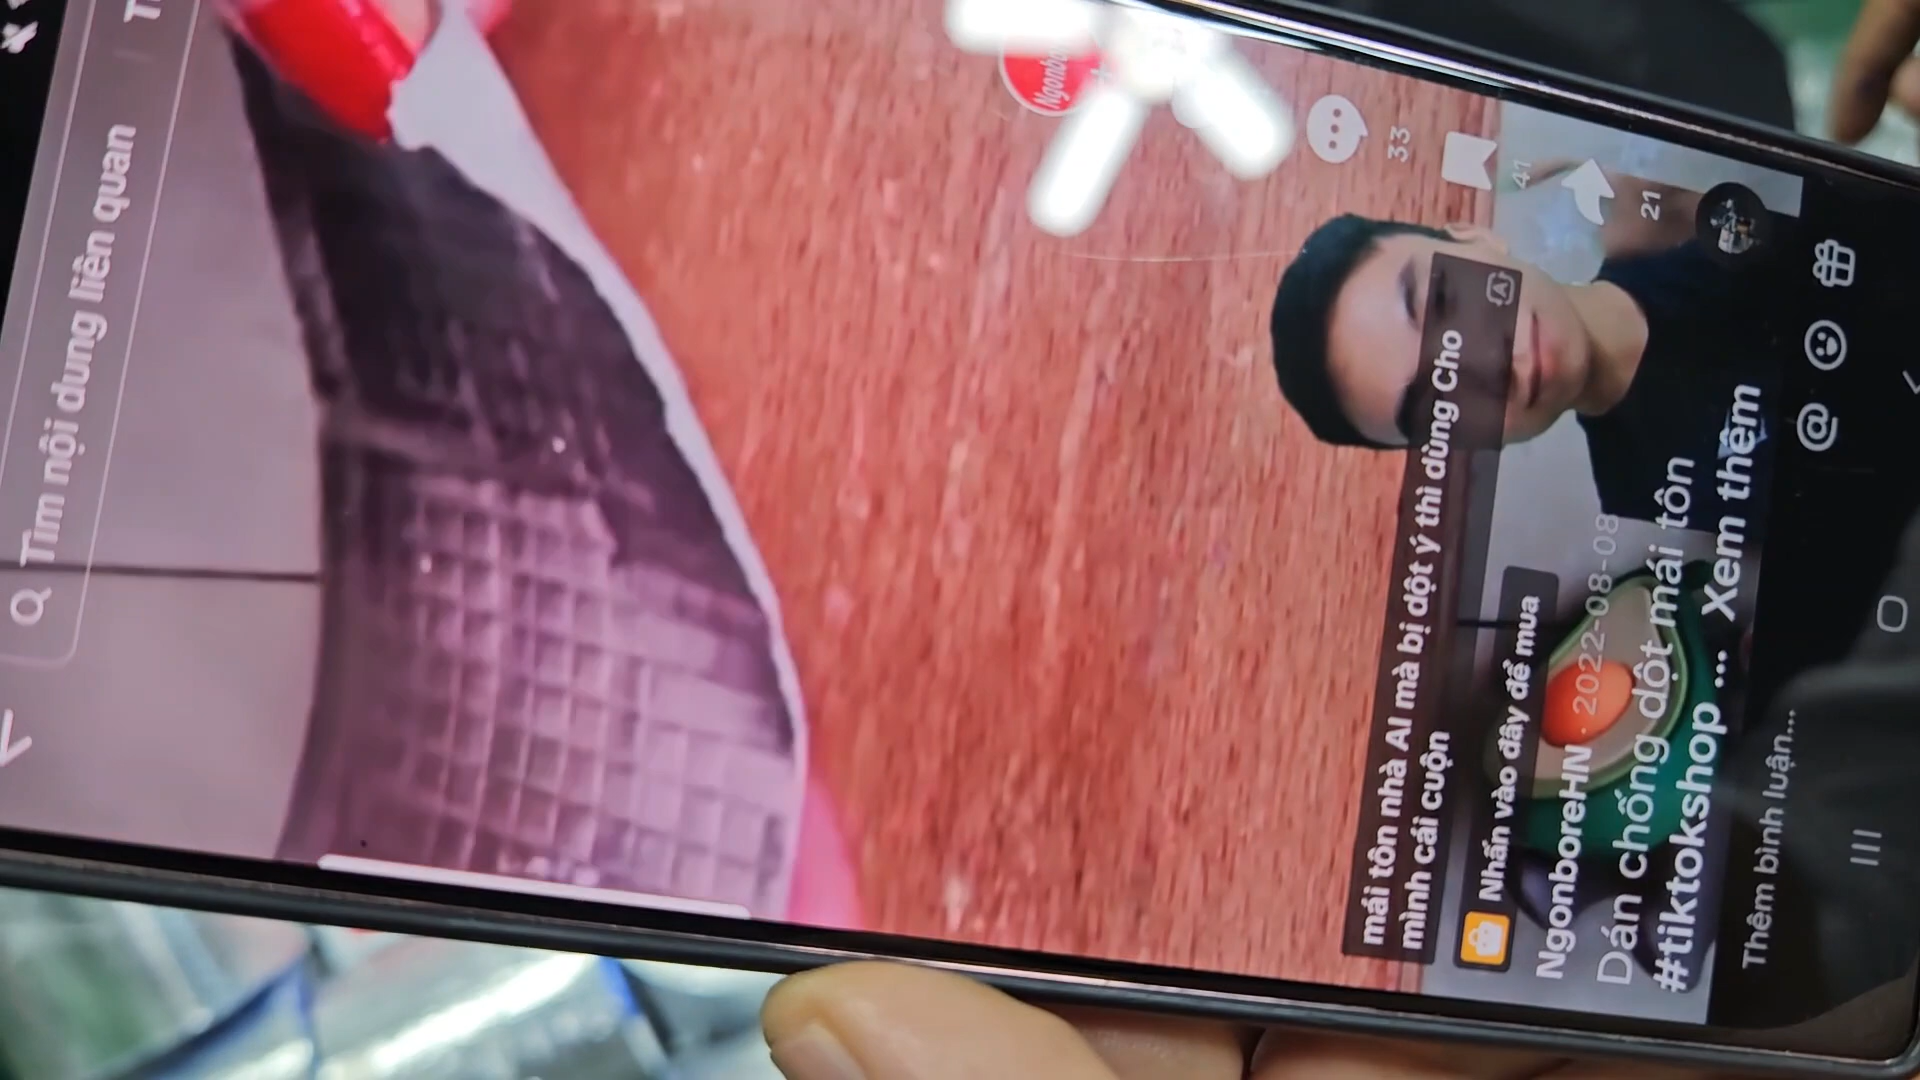 Tìm nội dung liên quan
Ngonbo
33
41
21
mái tôn nhà AI mà bị dột ý thì dùng Cho
mình cái cuộn
Nhấn vào đây để mua
NgonboreHN · 2022-08-08
Dán chống dột mái tôn
#tiktokshop ... Xem thêm
Thêm bình luận...